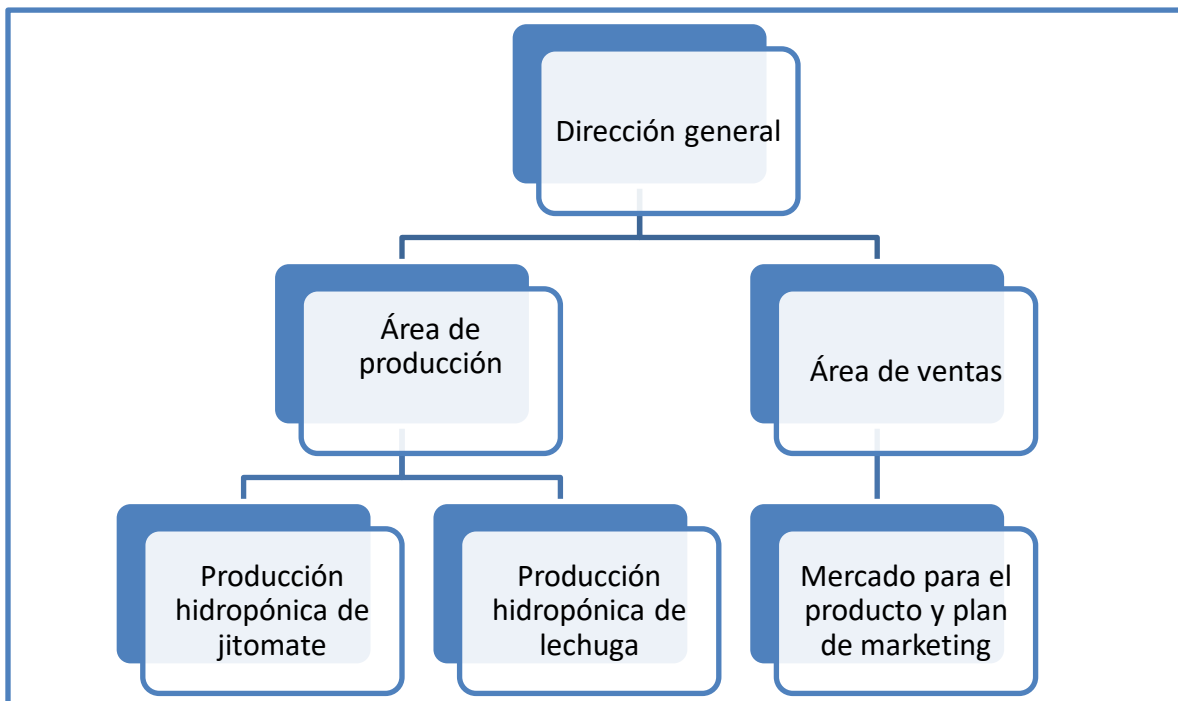 Dirección general
Área de
producción
Área de ventas
Producción
hidropónica de
jitomate
Producción
hidropónica de
lechuga
Mercado para el
producto y plan
de marketing